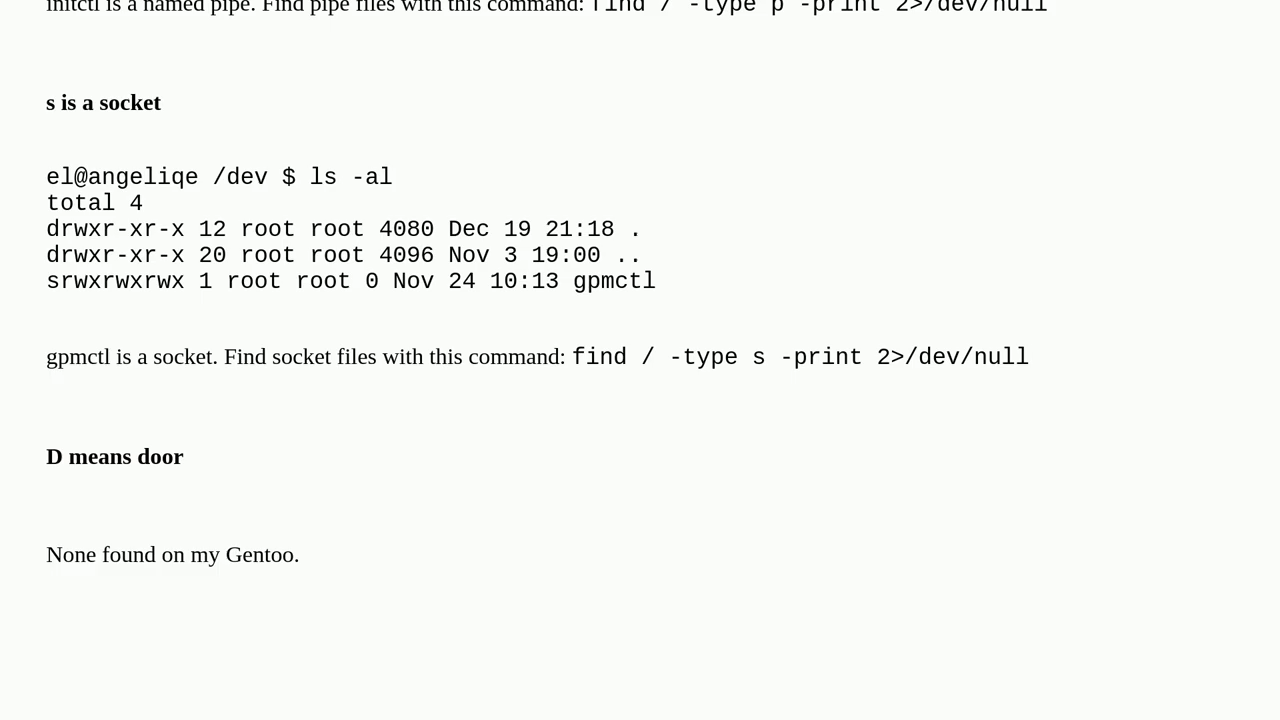 initctl is a named pipe. Find pipe files with this command: find / -type p -print 2>/dev/null
s is a socket
el@angeliqe /dev $ ls -al
total 4
drwxr-xr-x 12 root root 4080 Dec 19 21:18 .
drwxr-xr-x 20 root root 4096 Nov 3 19:00 ..
srwxrwxrwx 1 root root 0 Nov 24 10:13 gpmctl
gpmctl is a socket. Find socket files with this command: find / -type s -print 2>/dev/null
D means door
None found on my Gentoo.